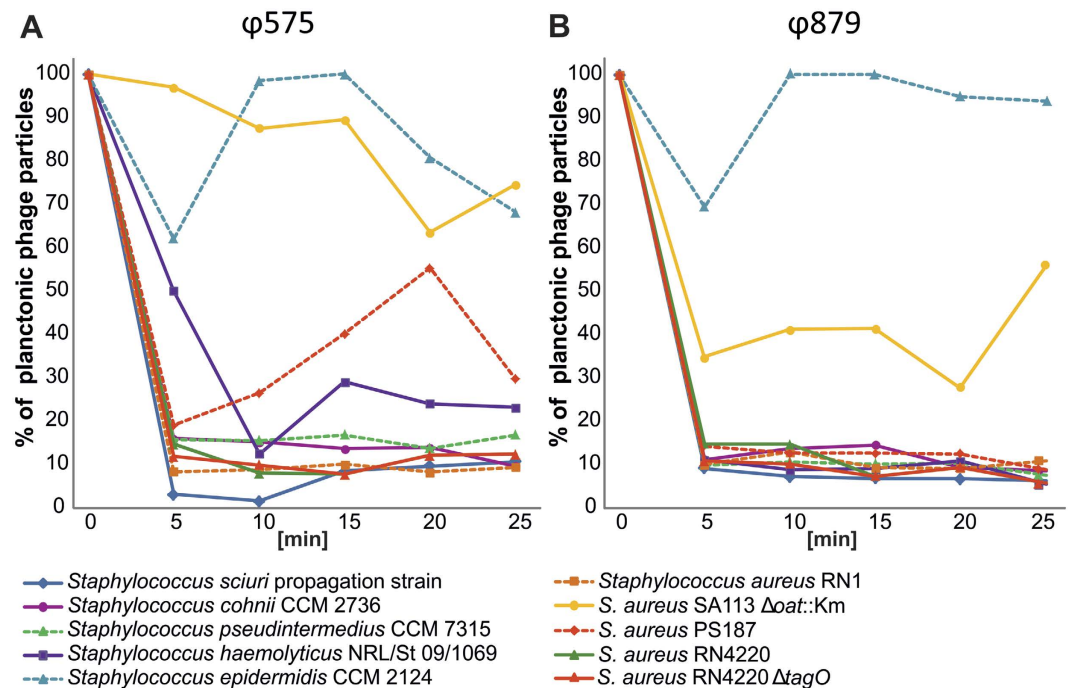 A
φ575
B
φ879
% of planctonic phage particles
100
90
80
70
60
50
40
30
20
10
0
0 5 10 15 20 25
[min]
% of planctonic phage particles
100
90
80
70
60
50
40
30
20
10
0
0 5 10 15 20 25
[min]
Staphylococcus sciuri propagation strain
Staphylococcus cohnii CCM 2736
Staphylococcus pseudintermedius CCM 7315
Staphylococcus haemolyticus NRL/St 09/1069
Staphylococcus epidermidis CCM 2124
Staphylococcus aureus RN1
S. aureus SA113 Δoat::Km
S. aureus PS187
S. aureus RN4220
S. aureus RN4220 ΔtagO